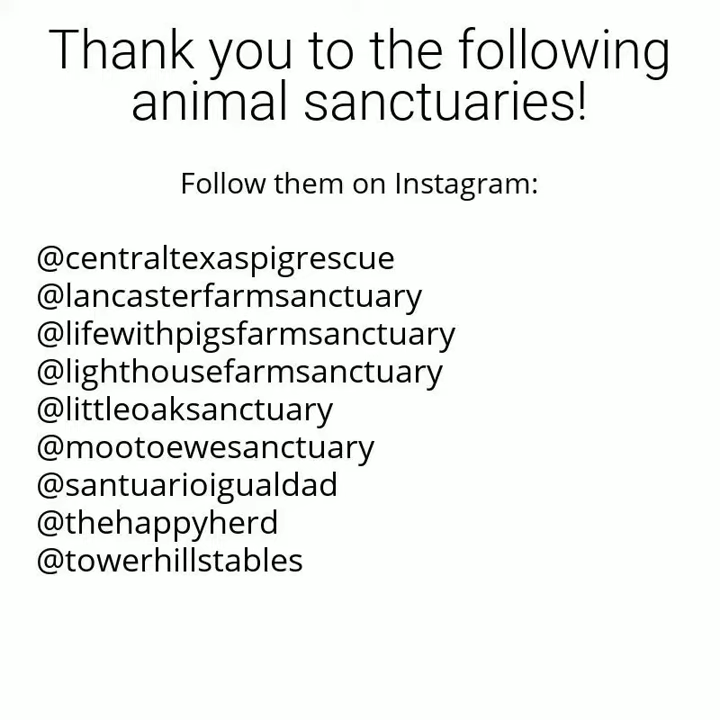 Thank you to the following
animal sanctuaries!
Follow them on Instagram:
@centraltexaspigrescue
@lancasterfarmsanctuary
@lifewithpigsfarmsanctuary
@lighthousefarmsanctuary
@littleoaksanctuary
@mootoewesanctuary
@santuarioigualdad
@thehappyherd
@towerhillstables